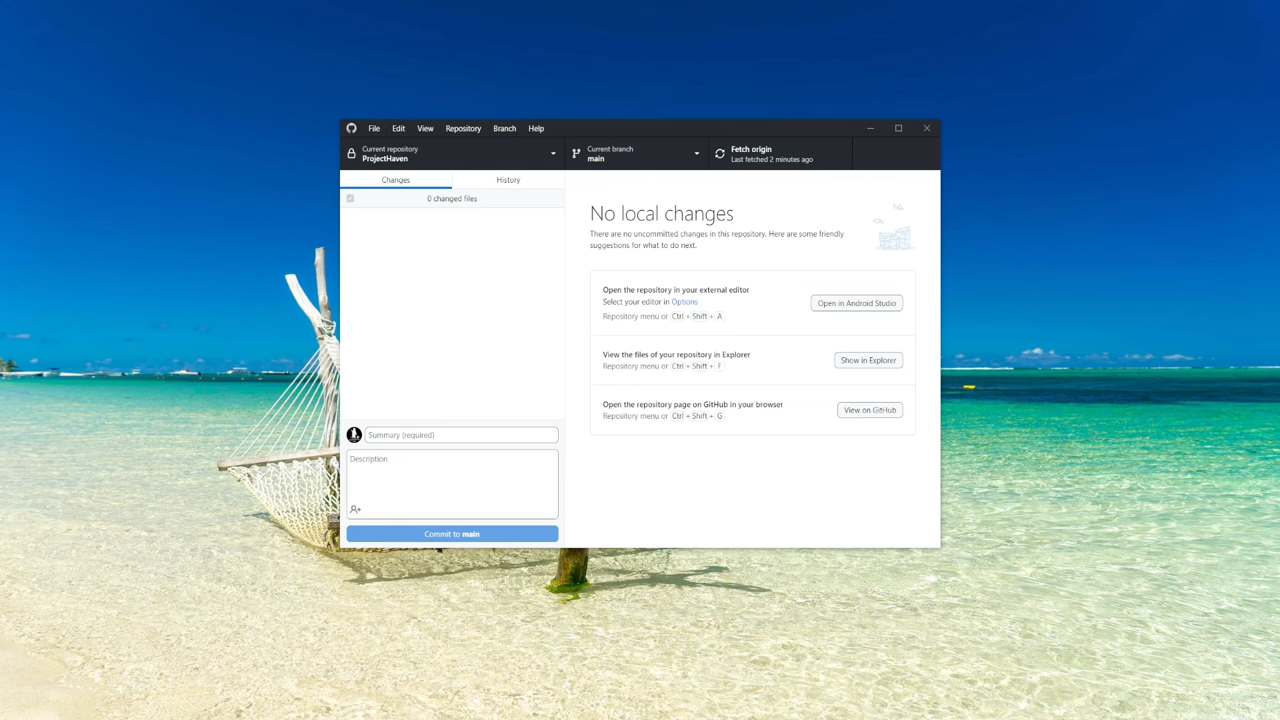 File Edit View Repository Branch Help
Current repository
ProjectHaven
Current branch
main
Fetch origin
Last fetched 2 minutes ago
Changes History
0 changed files
No local changes
There are no uncommitted changes in this repository. Here are some friendly
suggestions for what to do next.
Open the repository in your external editor
Select your editor in Options
Repository menu or Ctrl + Shift + A
Open in Android Studio
View the files of your repository in Explorer
Repository menu or Ctrl + Shift + F
Show in Explorer
Open the repository page on GitHub in your browser
Repository menu or Ctrl + Shift + G
View on GitHub
Summary (required)
Description
Commit to main